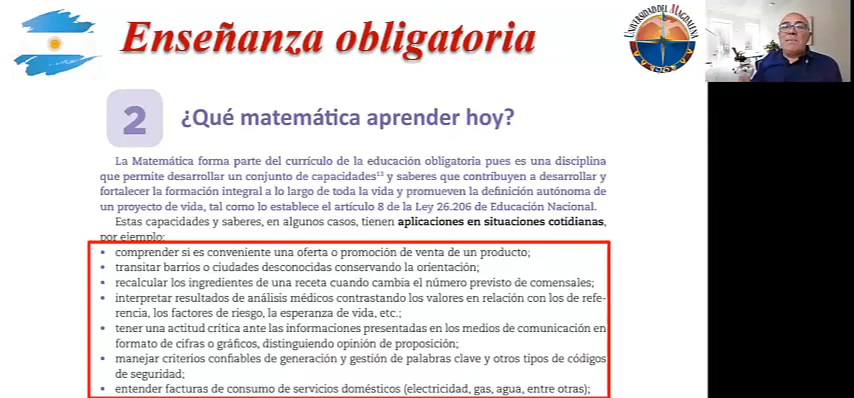 Enseñanza obligatoria
UNIVERSIDAD DEL MAGDALENA
2
¿Qué matemática aprender hoy?
La Matemática forma parte del currículo de la educación obligatoria pues es una disciplina
que permite desarrollar un conjunto de capacidades¹³ y saberes que contribuyen a desarrollar y
fortalecer la formación integral a lo largo de toda la vida y promueven la definición autónoma de
un proyecto de vida, tal como lo establece el artículo 8 de la Ley 26.206 de Educación Nacional.
Estas capacidades y saberes, en algunos casos, tienen aplicaciones en situaciones cotidianas,
por ejemplo:
• comprender si es conveniente una oferta o promoción de venta de un producto;
• transitar barrios o ciudades desconocidas conservando la orientación;
• recalcular los ingredientes de una receta cuando cambia el número previsto de comensales;
• interpretar resultados de análisis médicos contrastando los valores en relación con los de refe-
rencia, los factores de riesgo, la esperanza de vida, etc.;
• tener una actitud crítica ante las informaciones presentadas en los medios de comunicación en
formato de cifras o gráficos, distinguiendo opinión de proposición;
• manejar criterios confiables de generación y gestión de palabras clave y otros tipos de códigos
de seguridad;
• entender facturas de consumo de servicios domésticos (electricidad, gas, agua, entre otras);